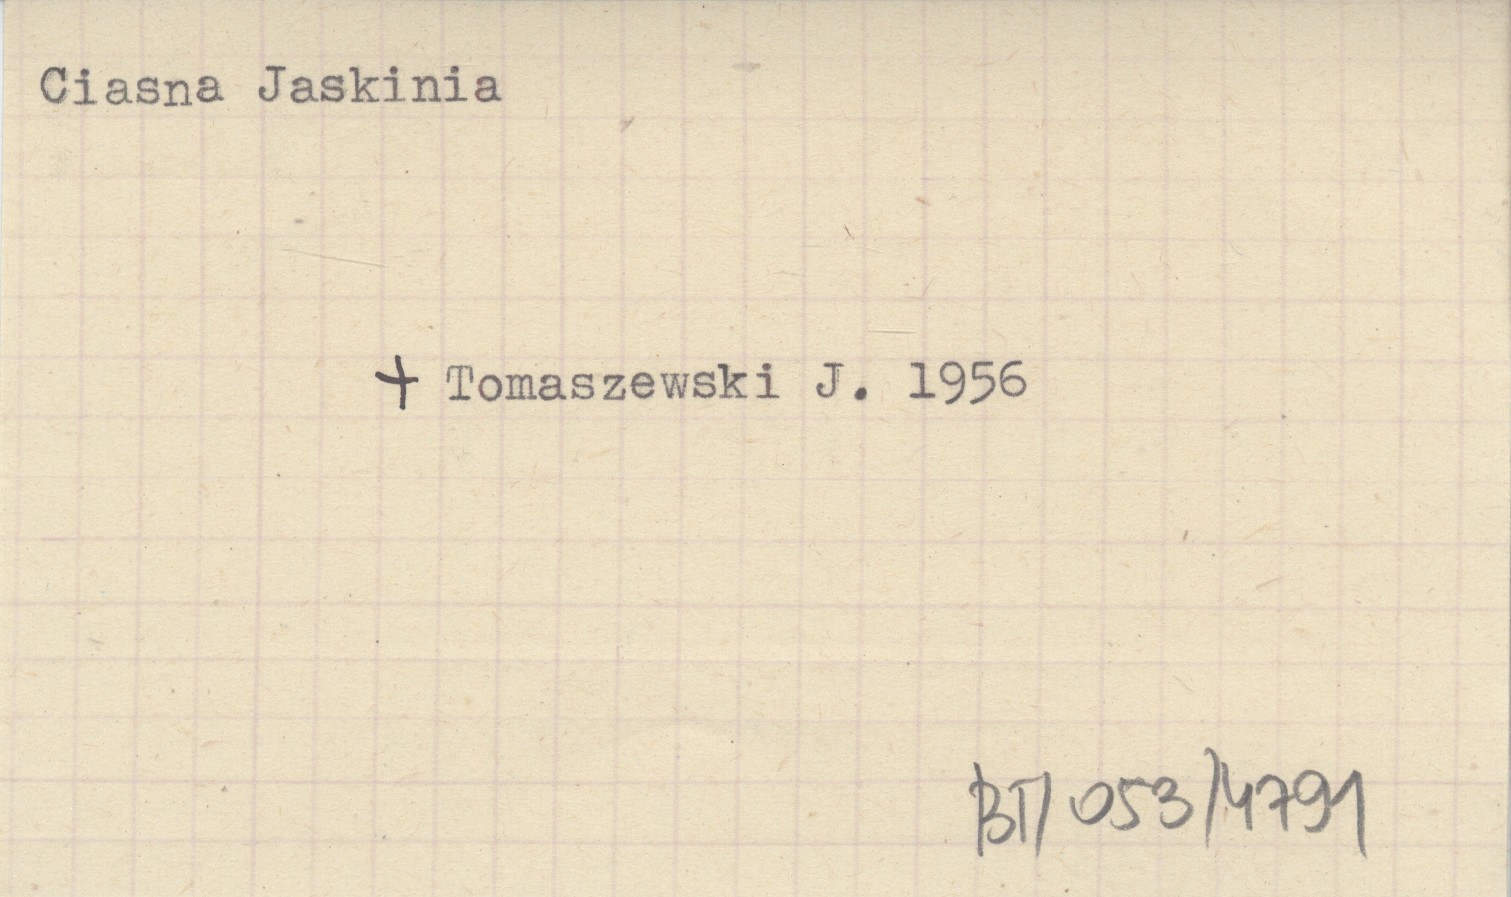 Ciasna Jaskinia
+ Tomaszewski J. 1956
BT/053/4791